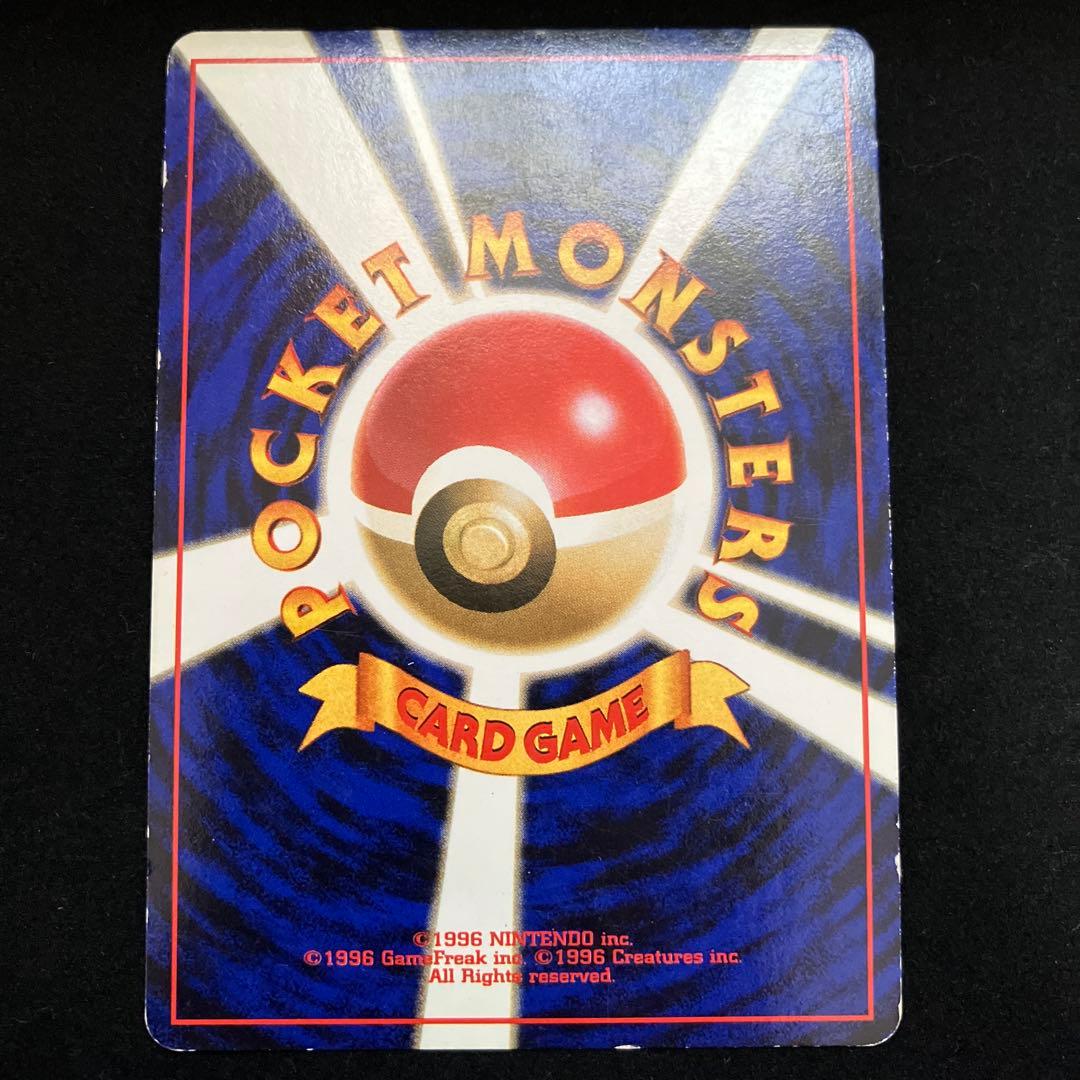 POCKET MONSTERS
CARD GAME
©1996 NINTENDO inc.
©1996 GameFreak inc. ©1996 Creatures inc.
All Rights reserved.